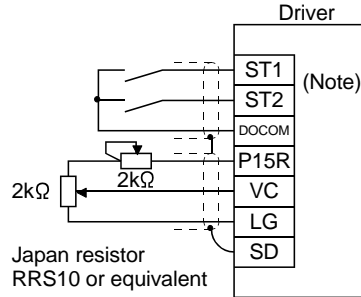 Driver
ST1
(Note)
ST2
DOCOM
P15R
2kΩ
2kΩ
VC
LG
SD
Japan resistor
RRS10 or equivalent